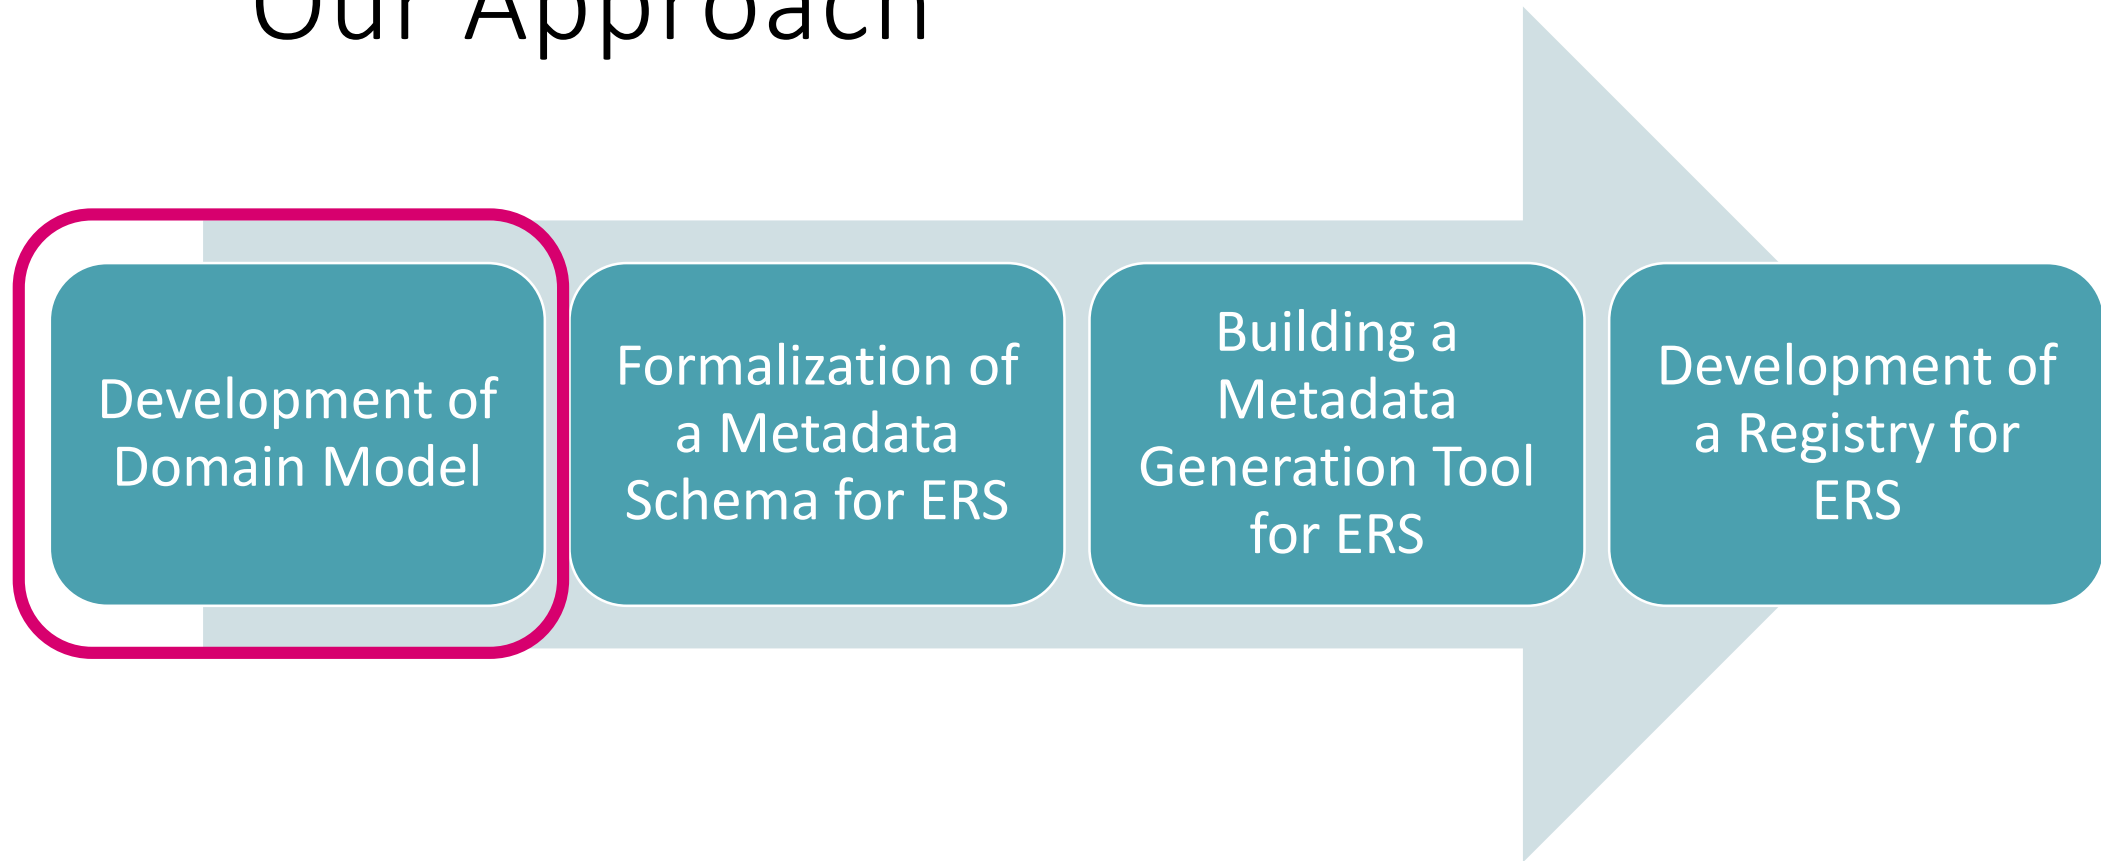 Our Approach
Development of
Domain Model
Formalization of
a Metadata
Schema for ERS
Building a
Metadata
Generation Tool
for ERS
Development of
a Registry for
ERS